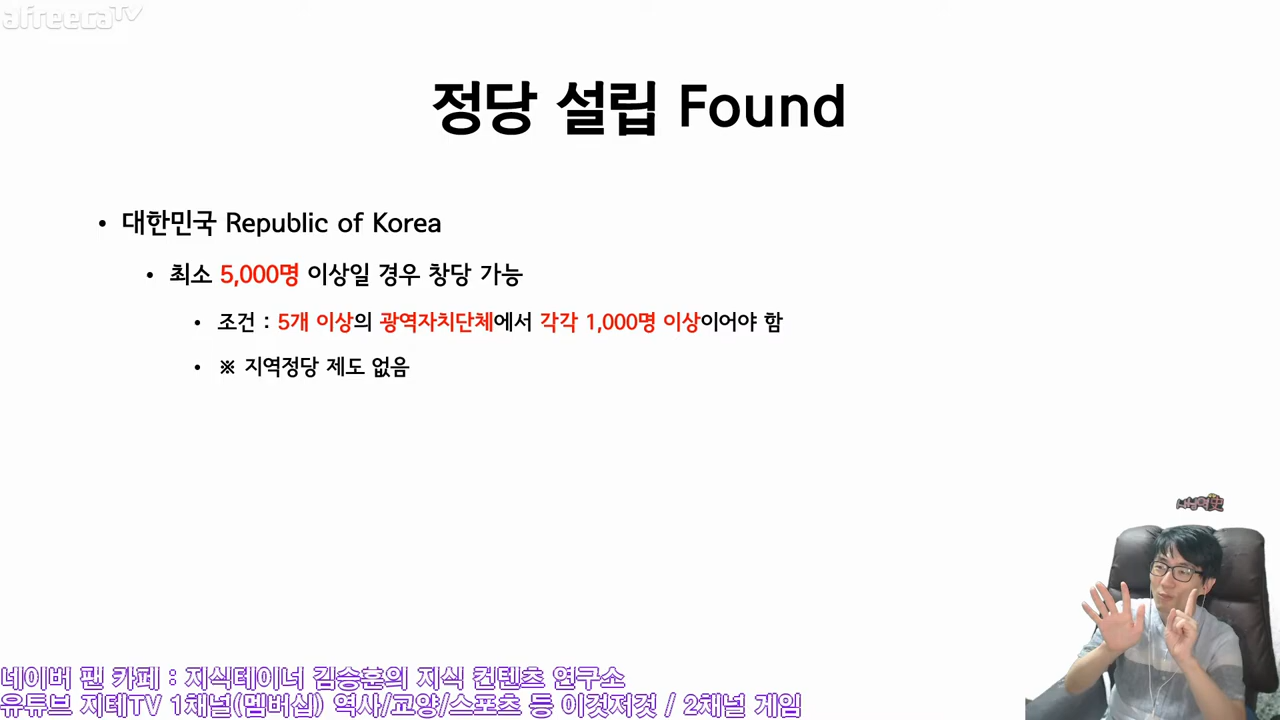 afreecaTV
정당 설립 Found
• 대한민국 Republic of Korea
• 최소 5,000명 이상일 경우 창당 가능
• 조건 : 5개 이상의 광역자치단체에서 각각 1,000명 이상이어야 함
• ※ 지역정당 제도 없음
네이버 팬 카페 : 지식테이너 김승훈의 지식 컨텐츠 연구소
유튜브 지테TV 1채널(멤버십) 역사/교양/스포츠 등 이것저것 / 2채널 게임